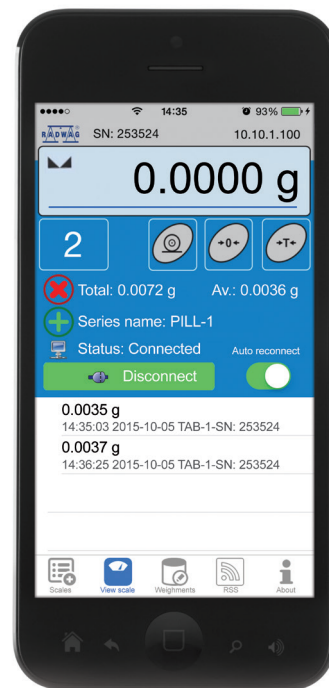 14:35 93%
RADWAG SN: 253524 10.10.1.100
0.0000 g
2 →0← →T←
Total: 0.0072 g Av.: 0.0036 g
Series name: PILL-1
Status: Connected Auto reconnect
Disconnect
0.0035 g
14:35:03 2015-10-05 TAB-1-SN: 253524
0.0037 g
14:36:25 2015-10-05 TAB-1-SN: 253524
Scales View scale Weighments RSS About